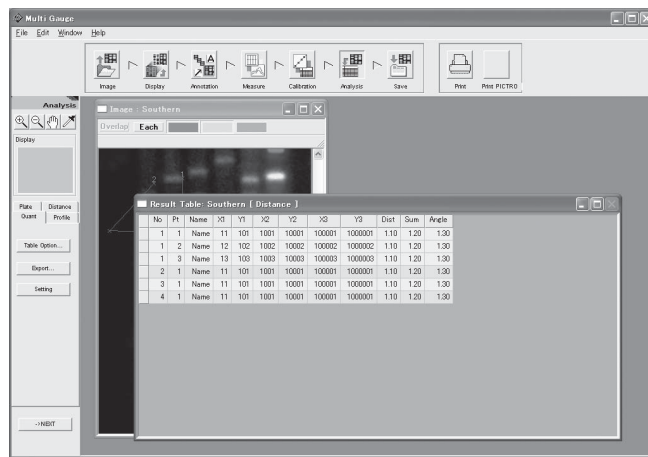 Multi Gauge
File Edit Window Help
Image Display Annotation Measure Calibration Analysis Save Print Print PICTRO
Analysis
Display
Plate Distance
Quant Profile
Table Option...
Export...
Setting
->NEXT
Image : Southern
Overlap Each
2 1
Result Table: Southern [ Distance ]
No Pt Name X1 Y1 X2 Y2 X3 Y3 Dist Sum Angle
1 1 Name 11 101 1001 10001 100001 1000001 1.10 1.20 1.30
1 2 Name 12 102 1002 10002 100002 1000002 1.10 1.20 1.30
1 3 Name 13 103 1003 10003 100003 1000003 1.10 1.20 1.30
2 1 Name 11 101 1001 10001 100001 1000001 1.10 1.20 1.30
3 1 Name 11 101 1001 10001 100001 1000001 1.10 1.20 1.30
4 1 Name 11 101 1001 10001 100001 1000001 1.10 1.20 1.30